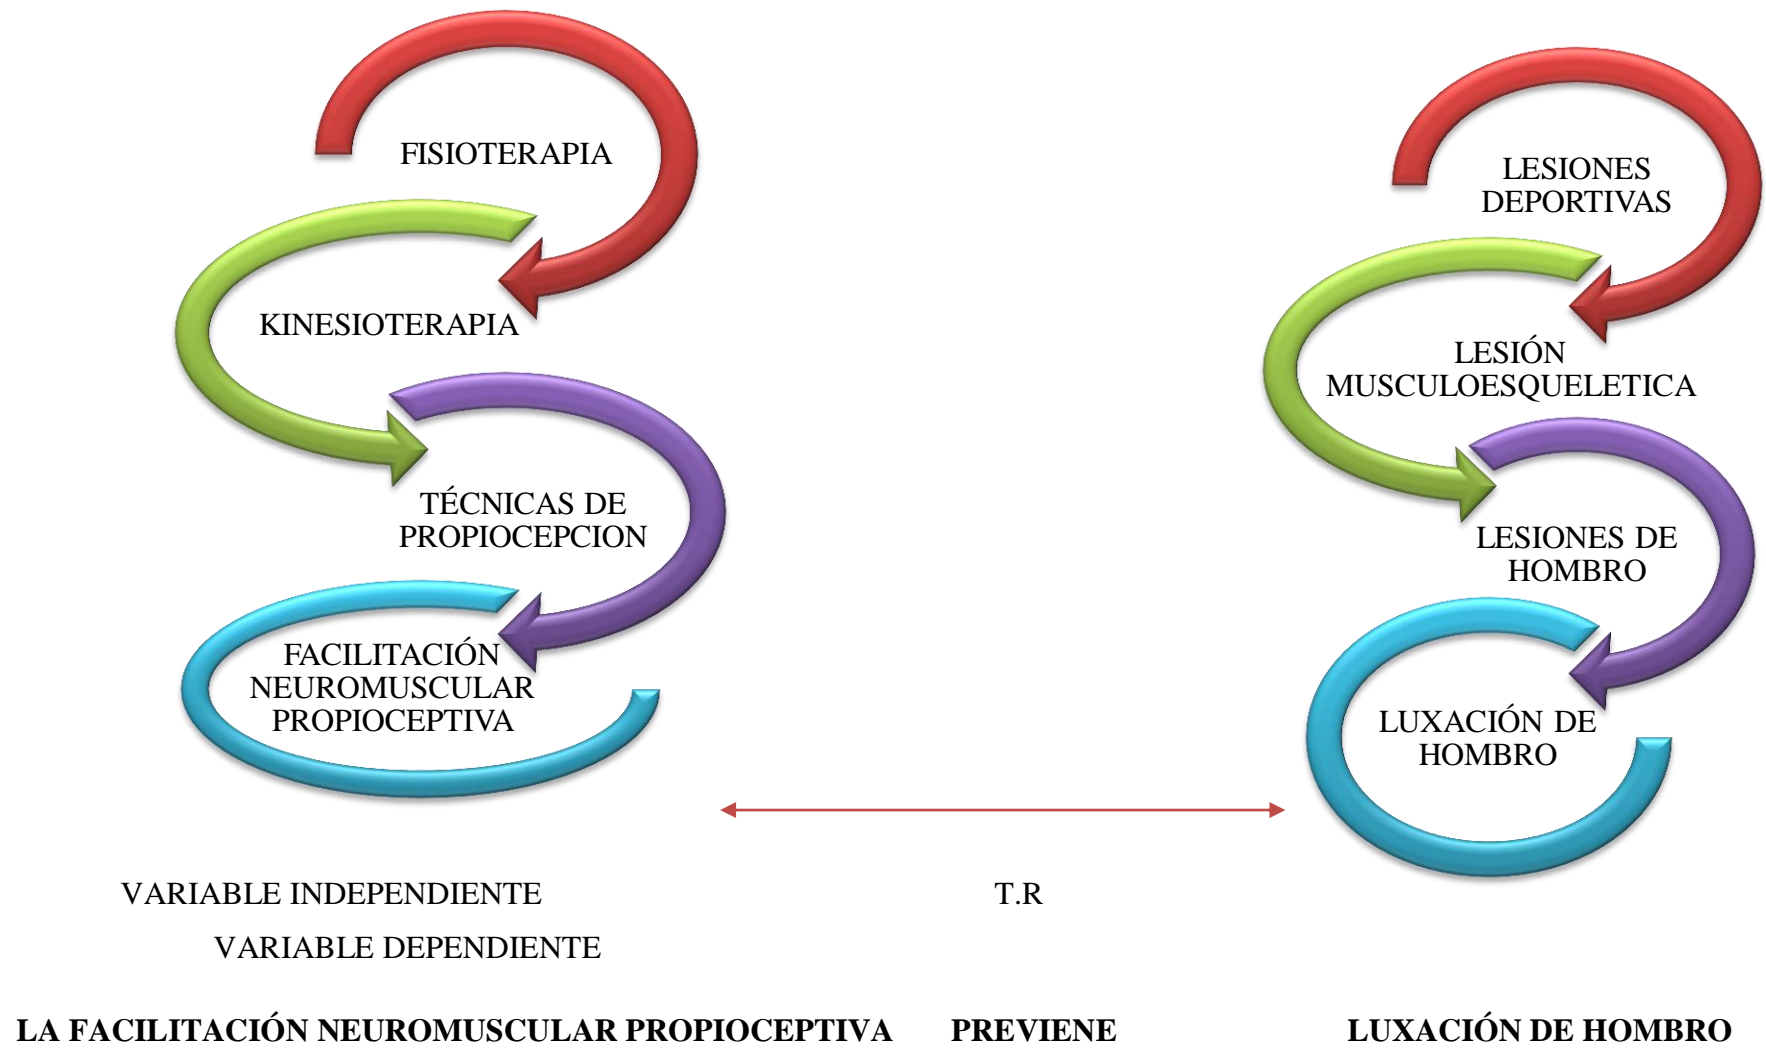 FISIOTERAPIA
KINESIOTERAPIA
TÉCNICAS DE
PROPIOCEPCION
FACILITACIÓN
NEUROMUSCULAR
PROPIOCEPTIVA
LESIONES
DEPORTIVAS
LESIÓN
MUSCULOESQUELETICA
LESIONES DE
HOMBRO
LUXACIÓN DE
HOMBRO
VARIABLE INDEPENDIENTE T.R
VARIABLE DEPENDIENTE
LA FACILITACIÓN NEUROMUSCULAR PROPIOCEPTIVA PREVIENE LUXACIÓN DE HOMBRO